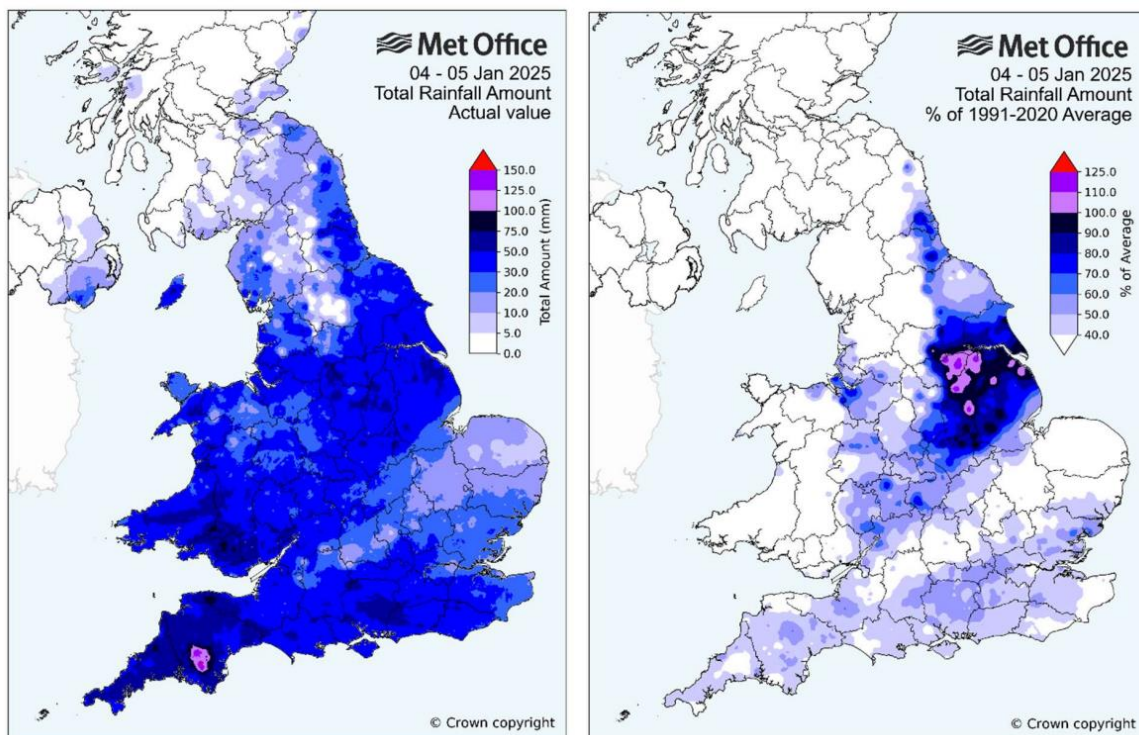 Met Office
04 - 05 Jan 2025
Total Rainfall Amount
Actual value
150.0
125.0
100.0
75.0
50.0
30.0
20.0
10.0
5.0
0.0
Total Amount (mm)
© Crown copyright
Met Office
04 - 05 Jan 2025
Total Rainfall Amount
% of 1991-2020 Average
125.0
110.0
100.0
90.0
80.0
70.0
60.0
50.0
40.0
% of Average
© Crown copyright